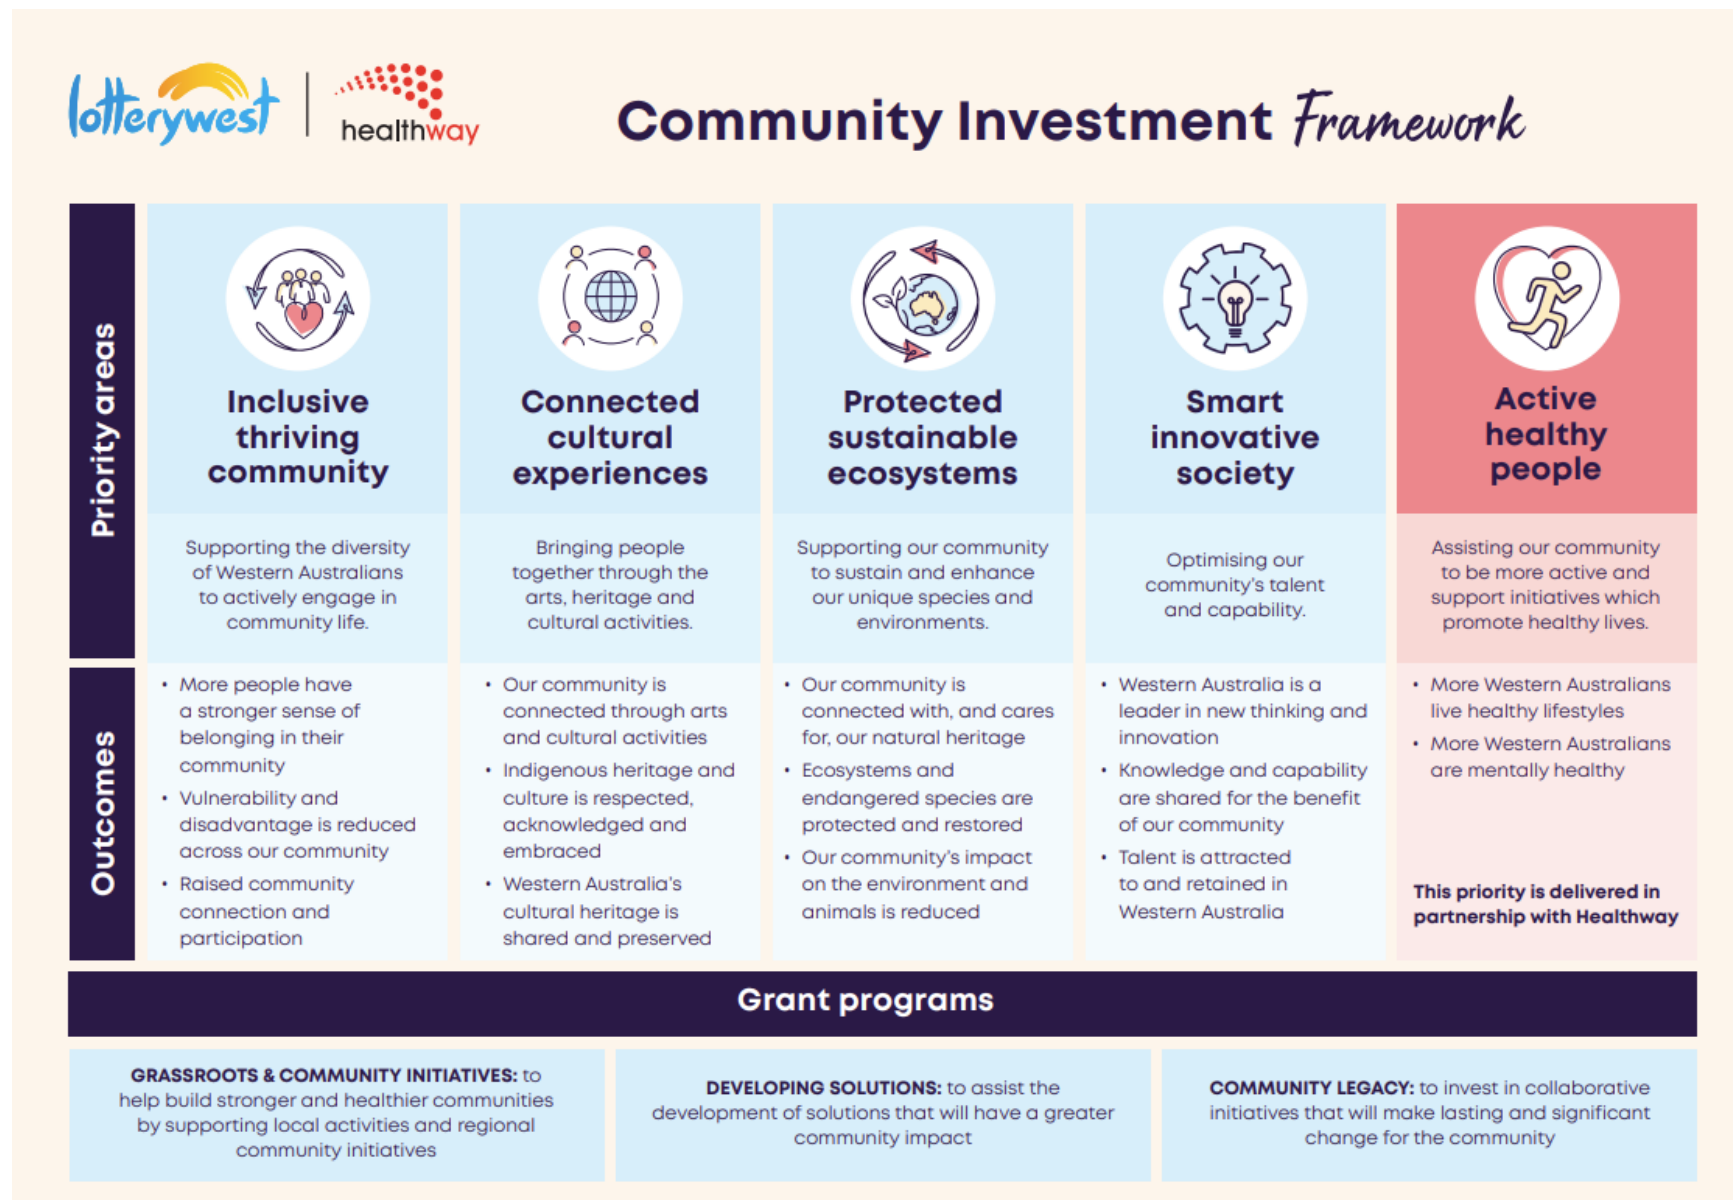 lotterywest
healthway
Community Investment Framework
Priority areas
Inclusive
thriving
community
Supporting the diversity
of Western Australians
to actively engage in
community life.
Connected
cultural
experiences
Bringing people
together through the
arts, heritage and
cultural activities.
Protected
sustainable
ecosystems
Supporting our community
to sustain and enhance
our unique species and
environments.
Smart
innovative
society
Optimising our
community's talent
and capability.
Active
healthy
people
Assisting our community
to be more active and
support initiatives which
promote healthy lives.
Outcomes
• More people have
a stronger sense of
belonging in their
community
• Vulnerability and
disadvantage is reduced
across our community
• Raised community
connection and
participation
• Our community is
connected through arts
and cultural activities
• Indigenous heritage and
culture is respected,
acknowledged and
embraced
• Western Australia's
cultural heritage is
shared and preserved
• Our community is
connected with, and cares
for, our natural heritage
• Ecosystems and
endangered species are
protected and restored
• Our community's impact
on the environment and
animals is reduced
• Western Australia is a
leader in new thinking and
innovation
• Knowledge and capability
are shared for the benefit
of our community
• Talent is attracted
to and retained in
Western Australia
• More Western Australians
live healthy lifestyles
• More Western Australians
are mentally healthy
This priority is delivered in
partnership with Healthway
Grant programs
GRASSROOTS & COMMUNITY INITIATIVES: to
help build stronger and healthier communities
by supporting local activities and regional
community initiatives
DEVELOPING SOLUTIONS: to assist the
development of solutions that will have a greater
community impact
COMMUNITY LEGACY: to invest in collaborative
initiatives that will make lasting and significant
change for the community